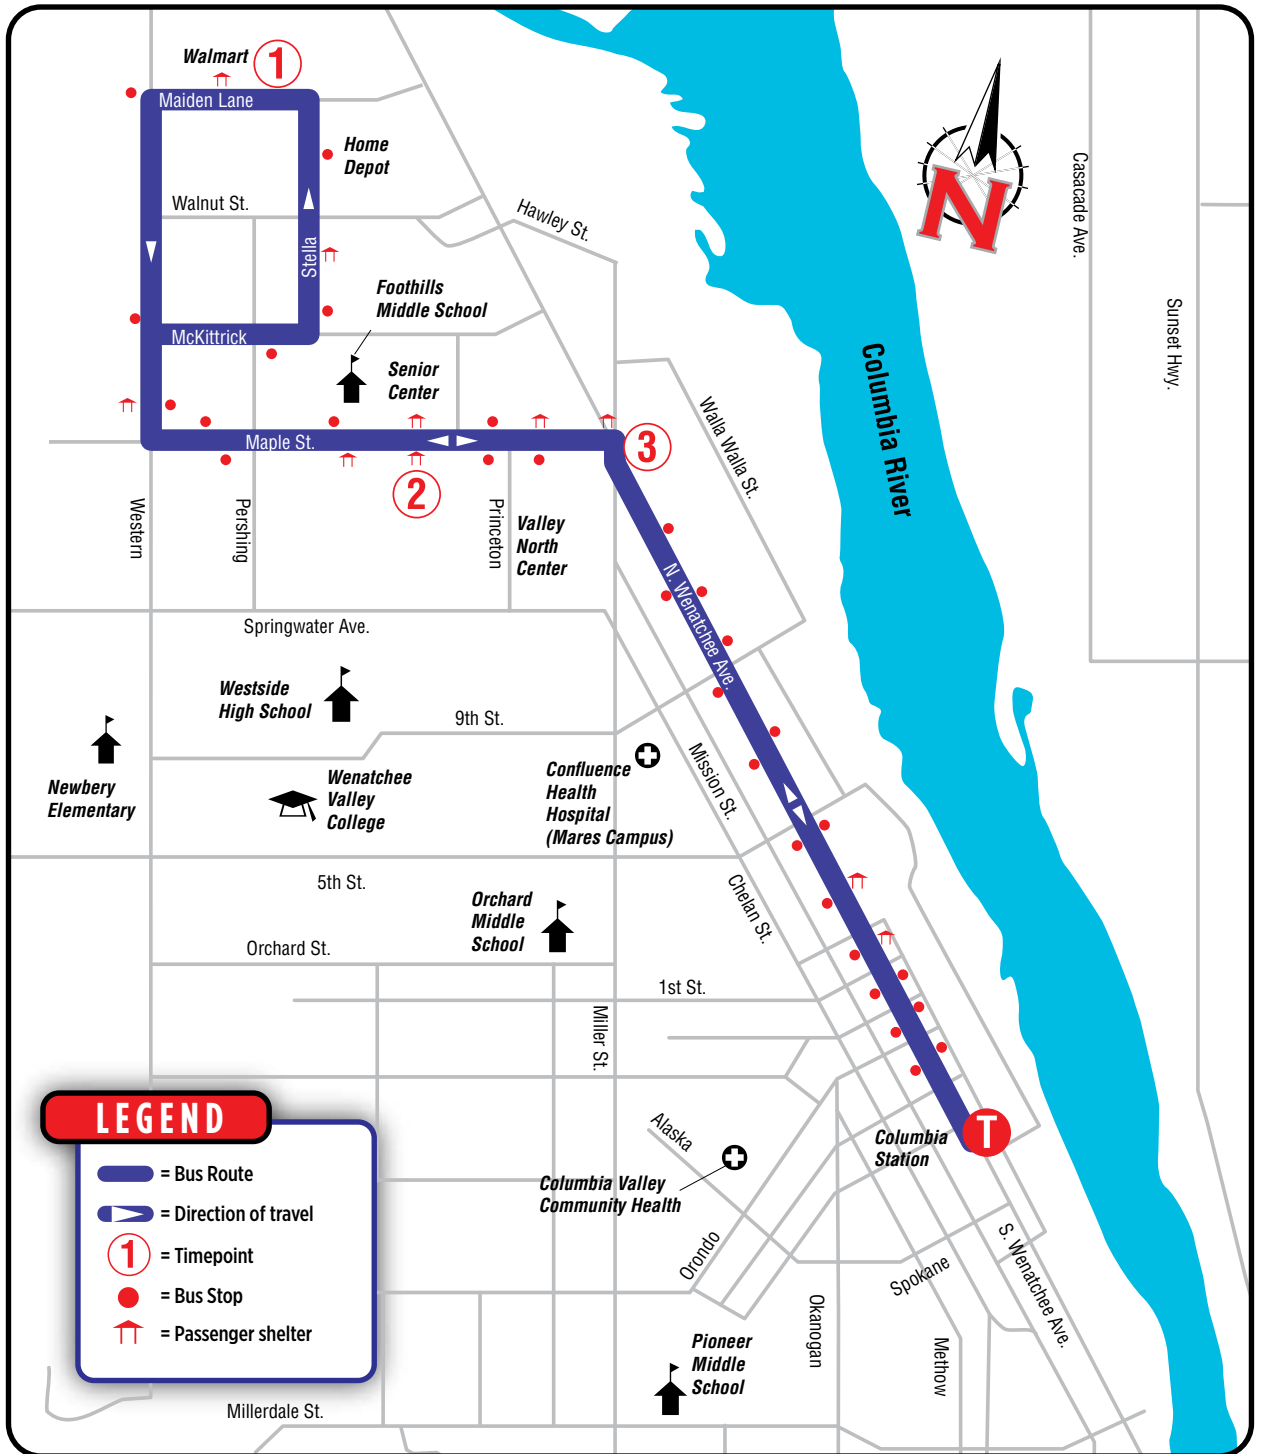 Walmart
1
Maiden Lane
Home
Depot
Walnut St.
Hawley St.
Stella
Foothills
Middle School
McKittrick
Senior
Center
Maple St.
3
2
Western
Pershing
Princeton
Valley
North
Center
Walla Walla St.
Columbia River
N
Casacade Ave.
Sunset Hwy.
N. Wenatchee Ave.
Springwater Ave.
Westside
High School
9th St.
Newbery
Elementary
Wenatchee
Valley
College
Confluence
Health
Hospital
(Mares Campus)
Mission St.
5th St.
Chelan St.
Orchard
Middle
School
Orchard St.
1st St.
Miller St.
Alaska
Columbia
Station
T
Columbia Valley
Community Health
Orondo
Spokane
S. Wenatchee Ave.
Okanogan
Methow
Pioneer
Middle
School
Millerdale St.
LEGEND
= Bus Route
= Direction of travel
1 = Timepoint
= Bus Stop
= Passenger shelter